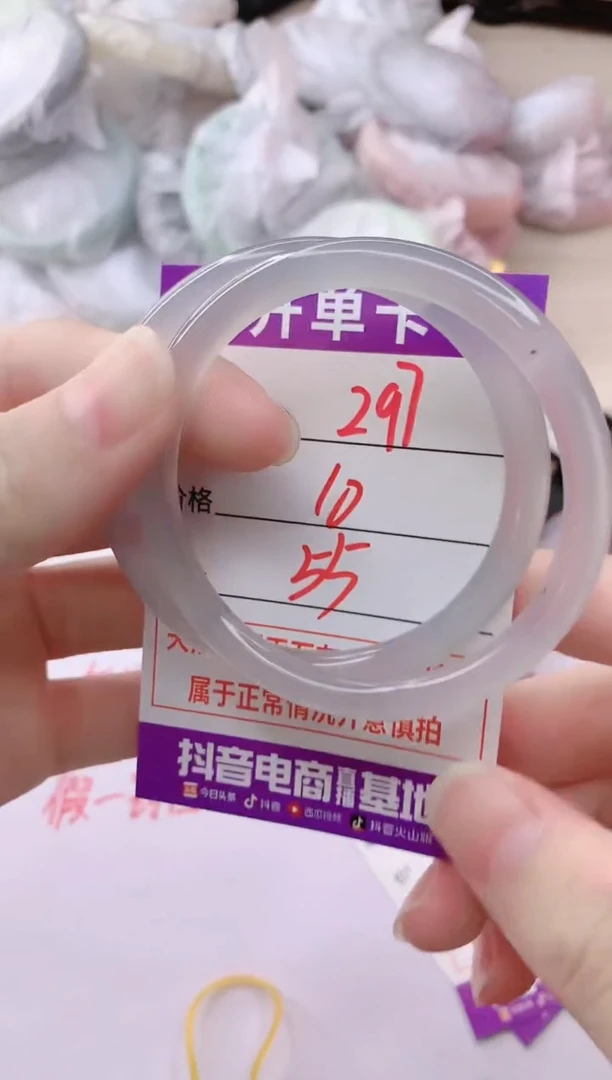 开单卡
297
价格 10
55
属于正常情况介意慎拍
抖音电商直播基地
今日头条 抖音 西瓜视频 抖音火山版
假一